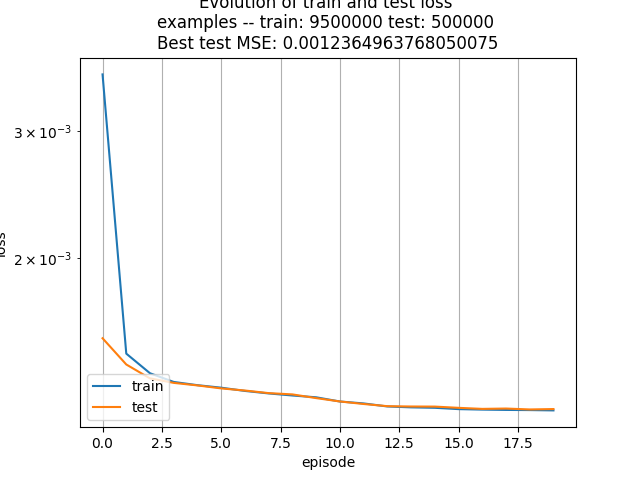 Evolution of train and test loss
examples -- train: 9500000 test: 500000
Best test MSE: 0.0012364963768050075
3 × 10⁻³
2 × 10⁻³
loss
train
test
0.0 2.5 5.0 7.5 10.0 12.5 15.0 17.5
episode